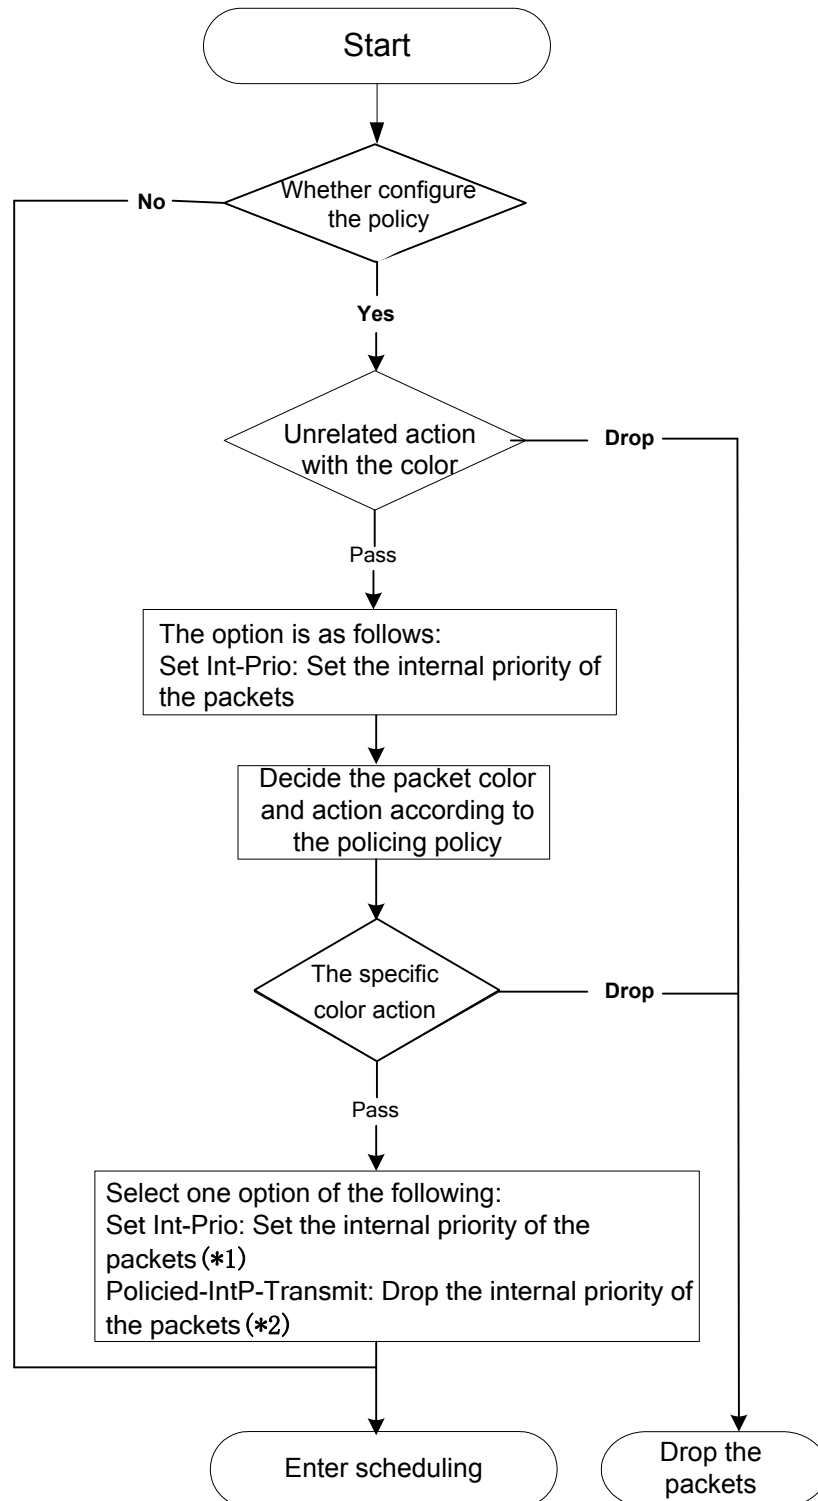 Start
Whether configure
the policy
No
Yes
Unrelated action
with the color
Drop
Pass
The option is as follows:
Set Int-Prio: Set the internal priority of
the packets
Decide the packet color
and action according to
the policing policy
The specific
color action
Drop
Pass
Select one option of the following:
Set Int-Prio: Set the internal priority of the
packets(*1)
Policied-IntP-Transmit: Drop the internal priority of
the packets(*2)
Enter scheduling
Drop the
packets